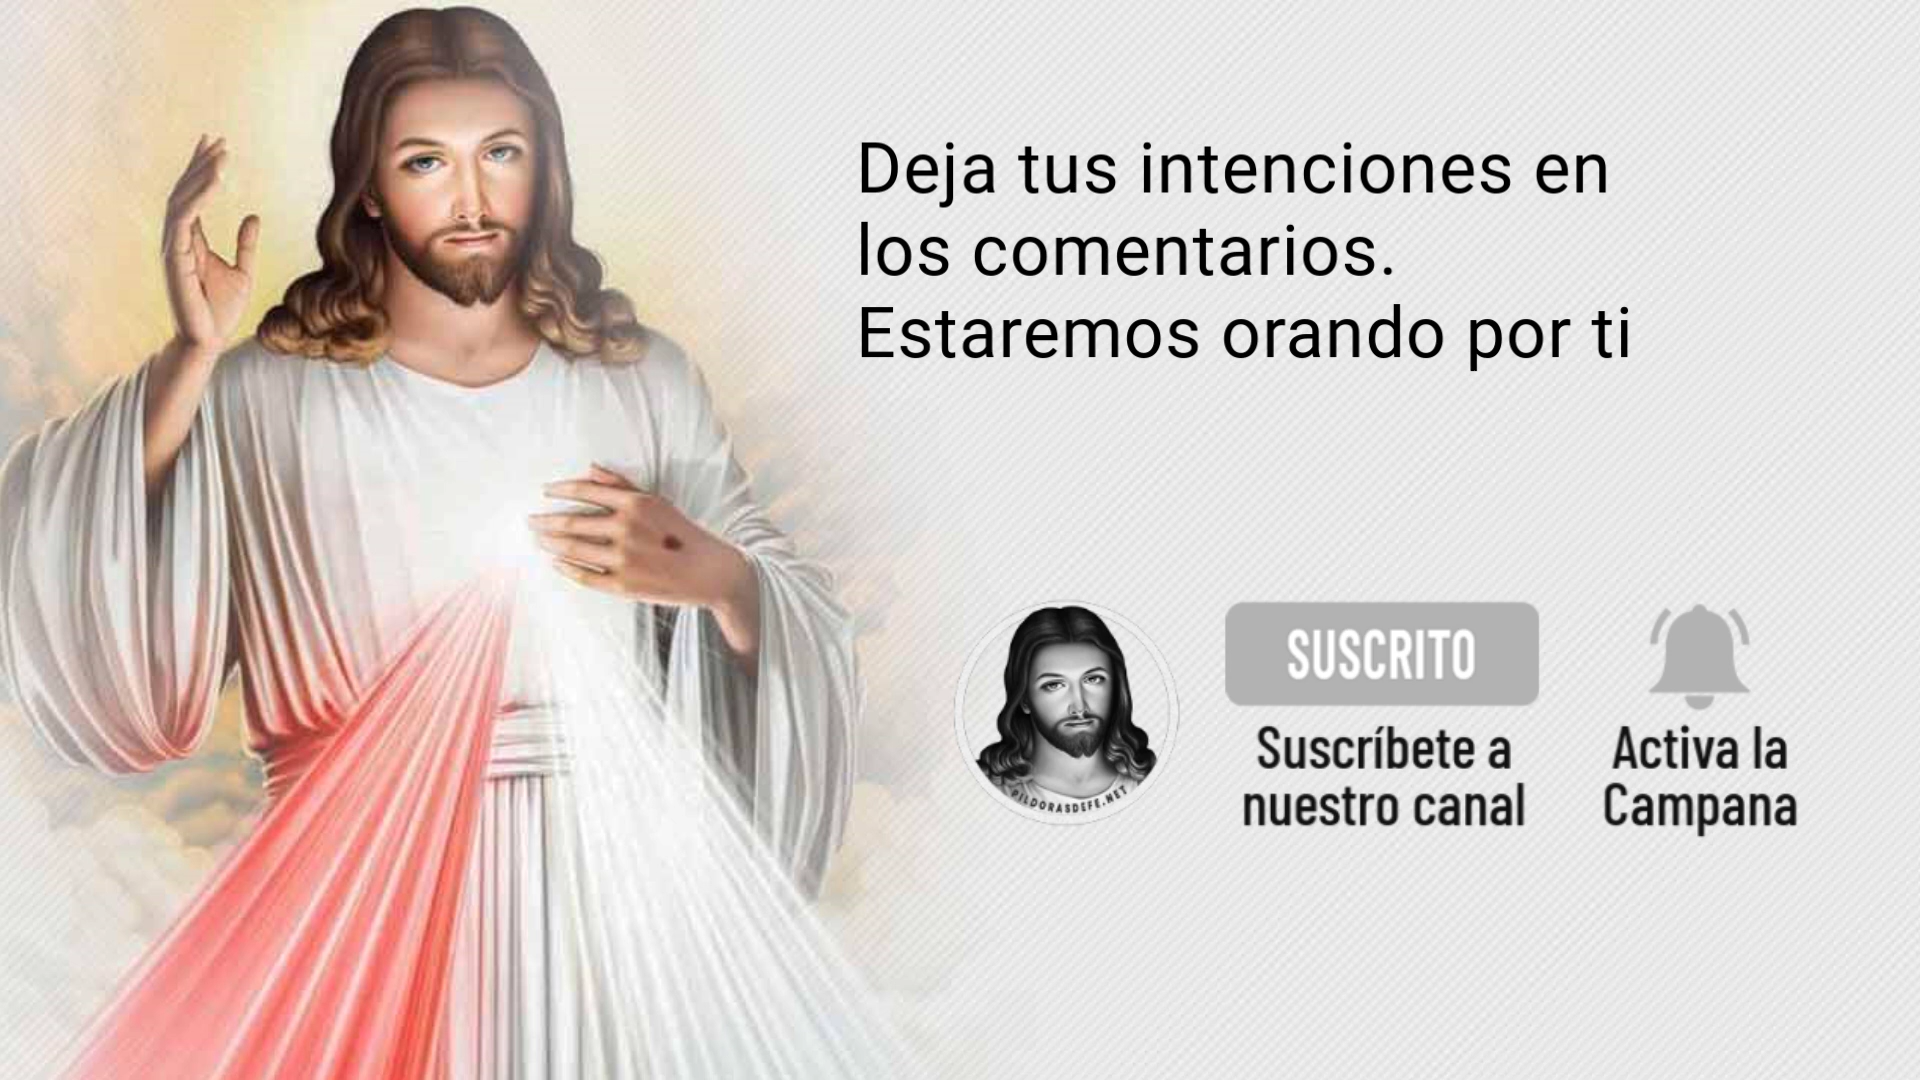 Deja tus intenciones en
los comentarios.
Estaremos orando por ti
PILDORASDEFE.NET
SUSCRITO
Suscríbete a
nuestro canal
Activa la
Campana